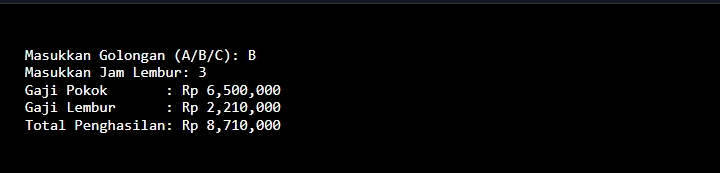 Masukkan Golongan (A/B/C): B
Masukkan Jam Lembur: 3
Gaji Pokok       : Rp 6,500,000
Gaji Lembur      : Rp 2,210,000
Total Penghasilan: Rp 8,710,000